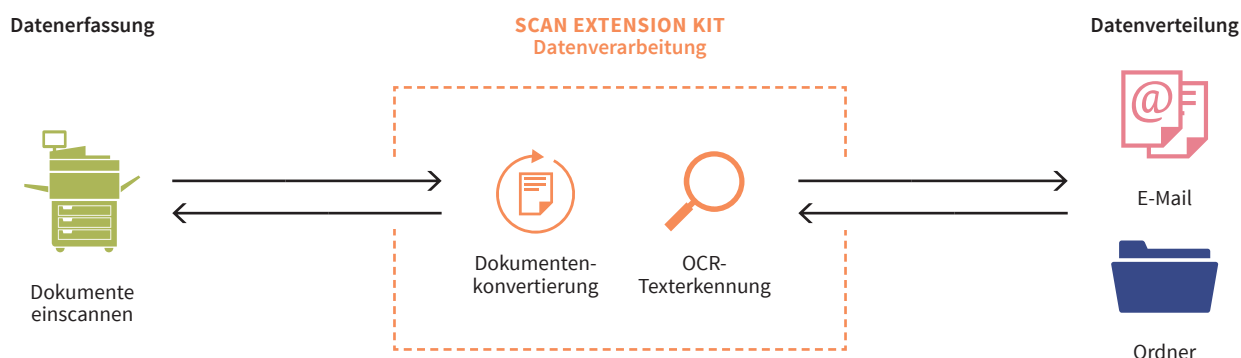 Datenerfassung
SCAN EXTENSION KIT
Datenverarbeitung
Datenverteilung
Dokumente
einscannen
Dokumenten-
konvertierung
OCR-
Texterkennung
@
E-Mail
Ordner